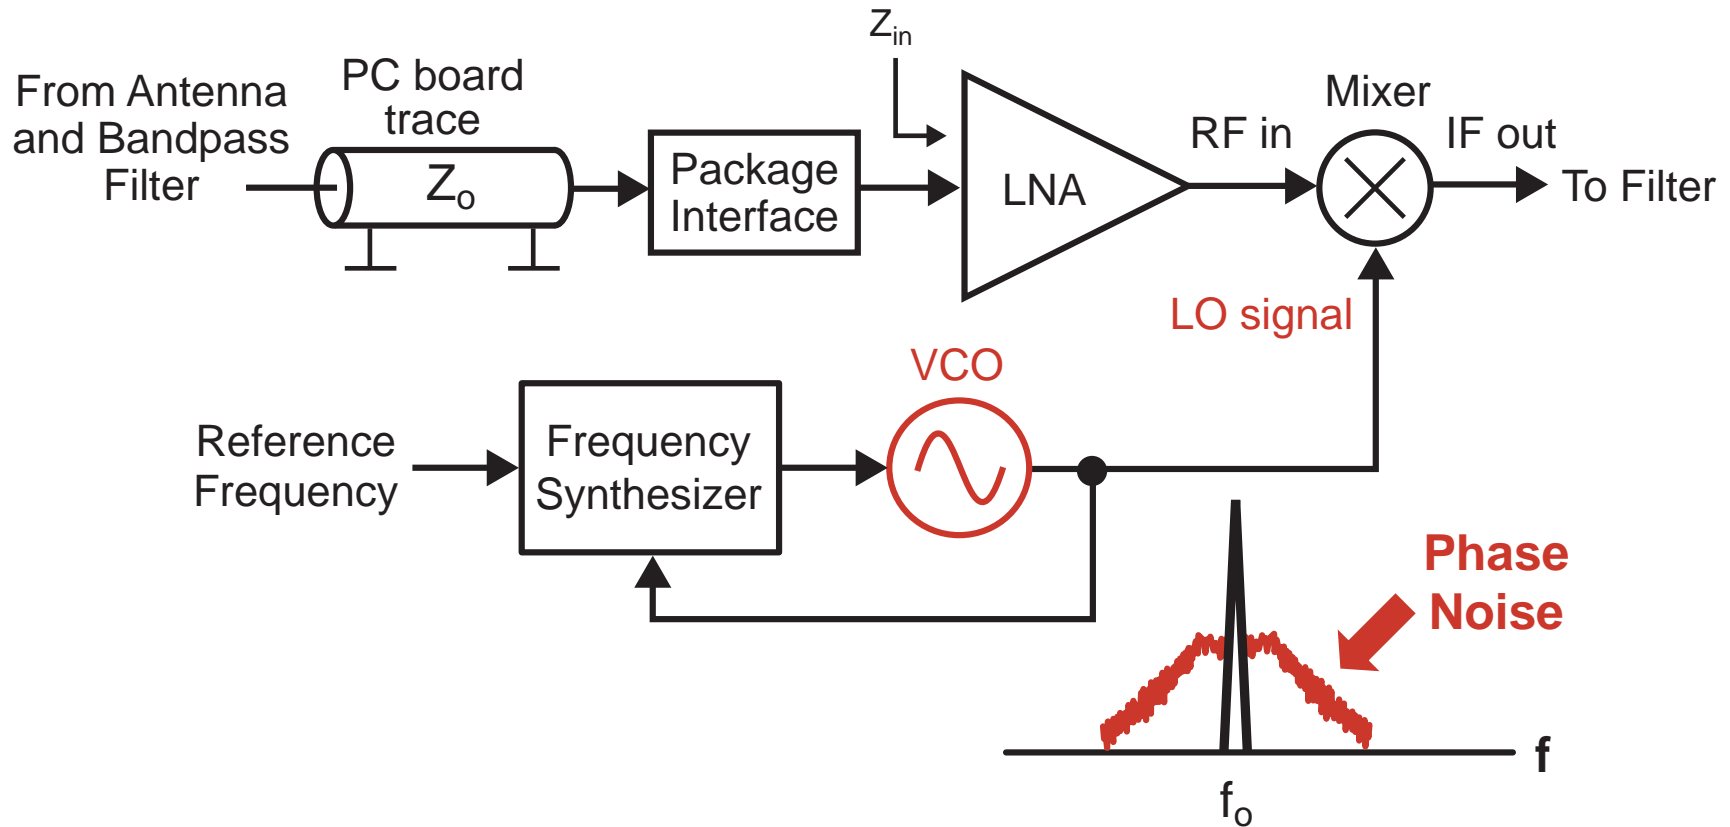 From Antenna
and Bandpass
Filter
PC board
trace
Zo
Package
Interface
Zin
LNA
RF in
Mixer
IF out
To Filter
LO signal
VCO
Reference
Frequency
Frequency
Synthesizer
Phase
Noise
f
fo